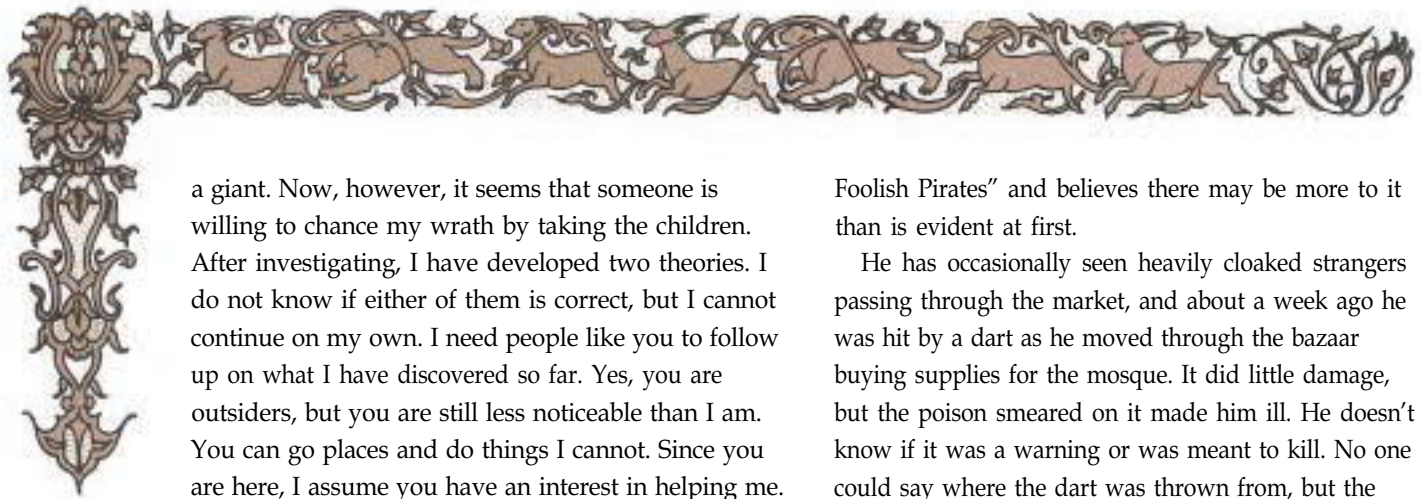 a giant. Now, however, it seems that someone is
willing to chance my wrath by taking the children.
After investigating, I have developed two theories. I
do not know if either of them is correct, but I cannot
continue on my own. I need people like you to follow
up on what I have discovered so far. Yes, you are
outsiders, but you are still less noticeable than I am.
You can go places and do things I cannot. Since you
are here, I assume you have an interest in helping me.
Foolish Pirates” and believes there may be more to it
than is evident at first.
He has occasionally seen heavily cloaked strangers
passing through the market, and about a week ago he
was hit by a dart as he moved through the bazaar
buying supplies for the mosque. It did little damage,
but the poison smeared on it made him ill. He doesn’t
know if it was a warning or was meant to kill. No one
could say where the dart was thrown from, but the